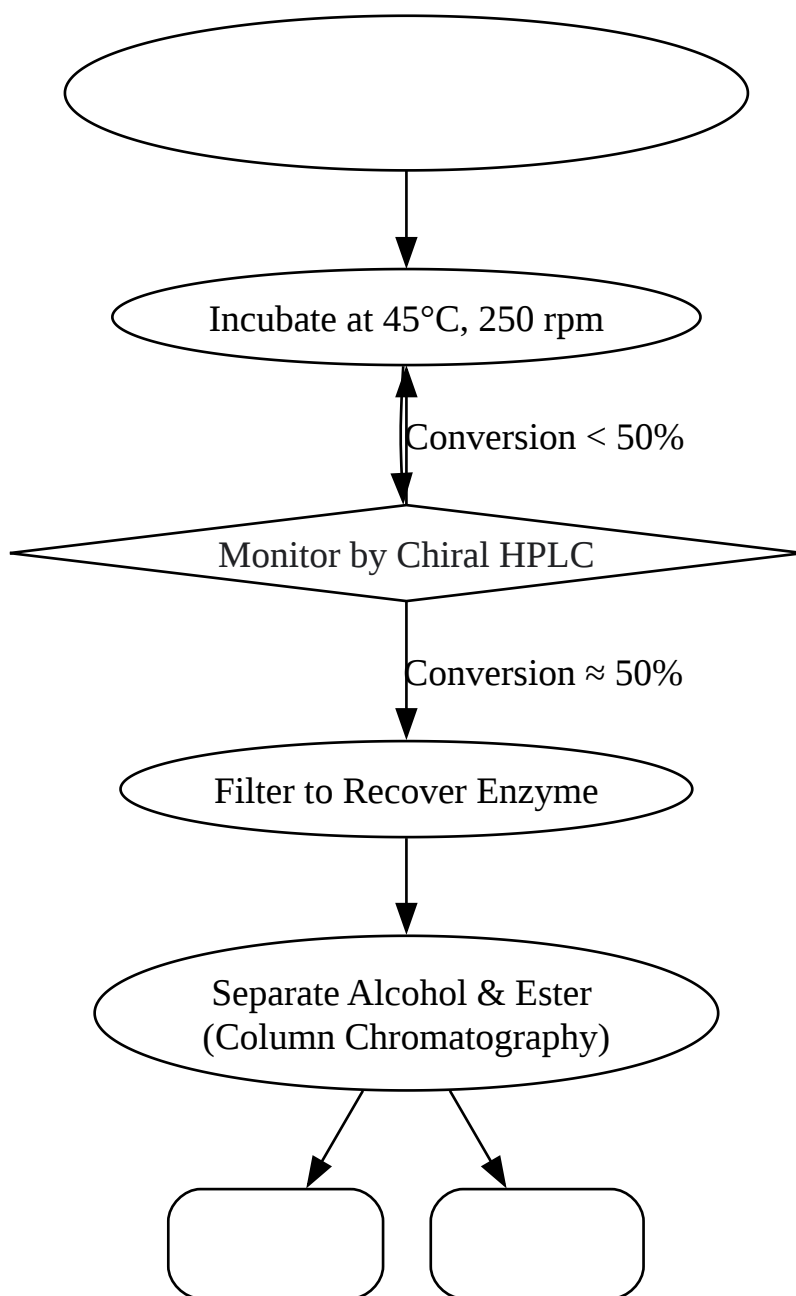 Incubate at 45°C, 250 rpm
Conversion < 50%
Monitor by Chiral HPLC
Conversion ≈ 50%
Filter to Recover Enzyme
Separate Alcohol & Ester
(Column Chromatography)